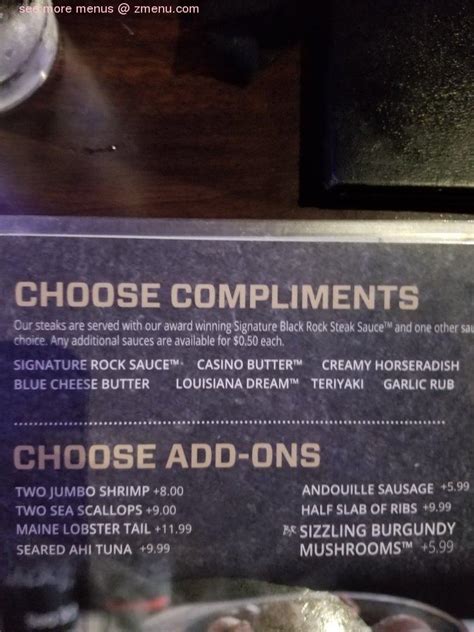 see more menus @ zmenu.com
CHOOSE COMPLIMENTS
Our steaks are served with our award winning Signature Black Rock Steak Sauce™ and one other
choice. Any additional sauces are available for $0.50 each.
SIGNATURE ROCK SAUCE™ CASINO BUTTER™ CREAMY HORSERADISH
BLUE CHEESE BUTTER LOUISIANA DREAM™ TERIYAKI GARLIC RUB
CHOOSE ADD-ONS
TWO JUMBO SHRIMP +8.00
TWO SEA SCALLOPS +9.00
MAINE LOBSTER TAIL +11.99
SEARED AHI TUNA +9.99
ANDOUILLE SAUSAGE +5.99
HALF SLAB OF RIBS +9.99
BR SIZZLING BURGUNDY
MUSHROOMS™ +5.99